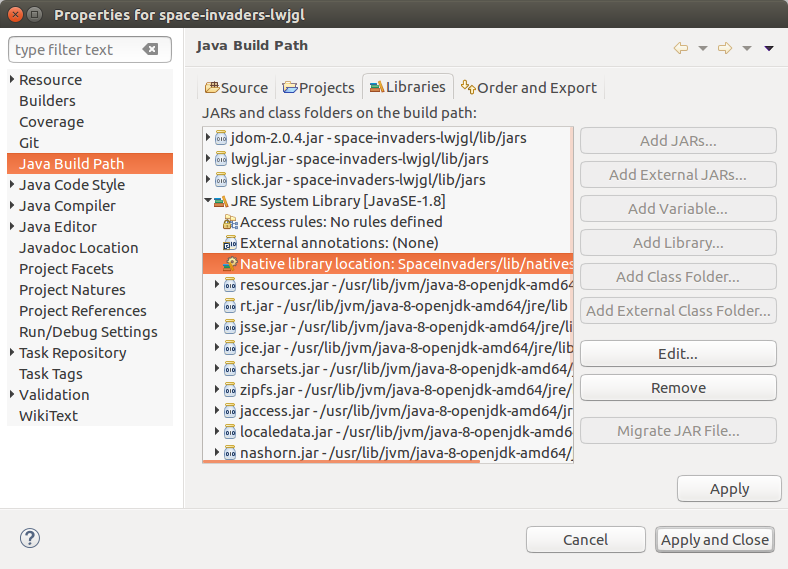 Properties for space-invaders-lwjgl
type filter text
Resource
Builders
Coverage
Git
Java Build Path
Java Code Style
Java Compiler
Java Editor
Javadoc Location
Project Facets
Project Natures
Project References
Run/Debug Settings
Task Repository
Task Tags
Validation
WikiText
Java Build Path
Source Projects Libraries Order and Export
JARs and class folders on the build path:
jdom-2.0.4.jar - space-invaders-lwjgl/lib/jars
lwjgl.jar - space-invaders-lwjgl/lib/jars
slick.jar - space-invaders-lwjgl/lib/jars
JRE System Library [JavaSE-1.8]
Access rules: No rules defined
External annotations: (None)
Native library location: SpaceInvaders/lib/natives
resources.jar - /usr/lib/jvm/java-8-openjdk-amd64
rt.jar - /usr/lib/jvm/java-8-openjdk-amd64/jre/lib
jsse.jar - /usr/lib/jvm/java-8-openjdk-amd64/jre/li
jce.jar - /usr/lib/jvm/java-8-openjdk-amd64/jre/lib
charsets.jar - /usr/lib/jvm/java-8-openjdk-amd64/
zipfs.jar - /usr/lib/jvm/java-8-openjdk-amd64/jre/
jaccess.jar - /usr/lib/jvm/java-8-openjdk-amd64/jr
localedata.jar - /usr/lib/jvm/java-8-openjdk-amd6
nashorn.jar - /usr/lib/jvm/java-8-openjdk-amd64/j
Add JARs...
Add External JARs...
Add Variable...
Add Library...
Add Class Folder...
Add External Class Folder...
Edit...
Remove
Migrate JAR File...
Apply
?
Cancel
Apply and Close